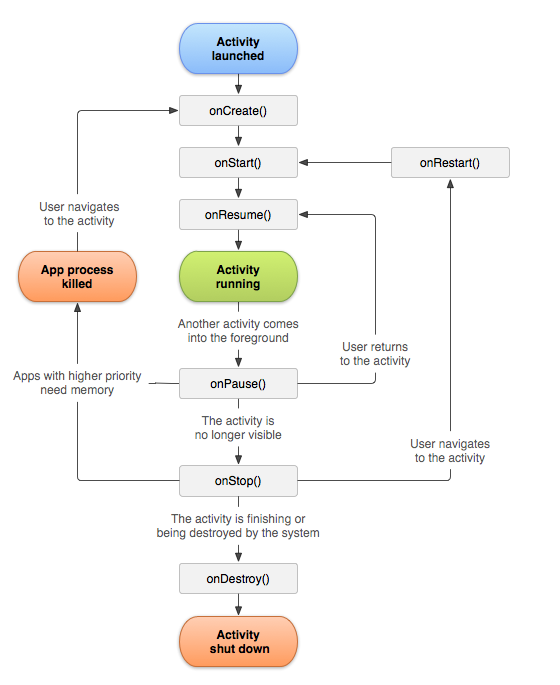 Activity
launched
onCreate()
onStart()
onRestart()
onResume()
User navigates
to the activity
App process
killed
Activity
running
Another activity comes
into the foreground
User returns
to the activity
Apps with higher priority
need memory
onPause()
The activity is
no longer visible
User navigates
to the activity
onStop()
The activity is finishing or
being destroyed by the system
onDestroy()
Activity
shut down